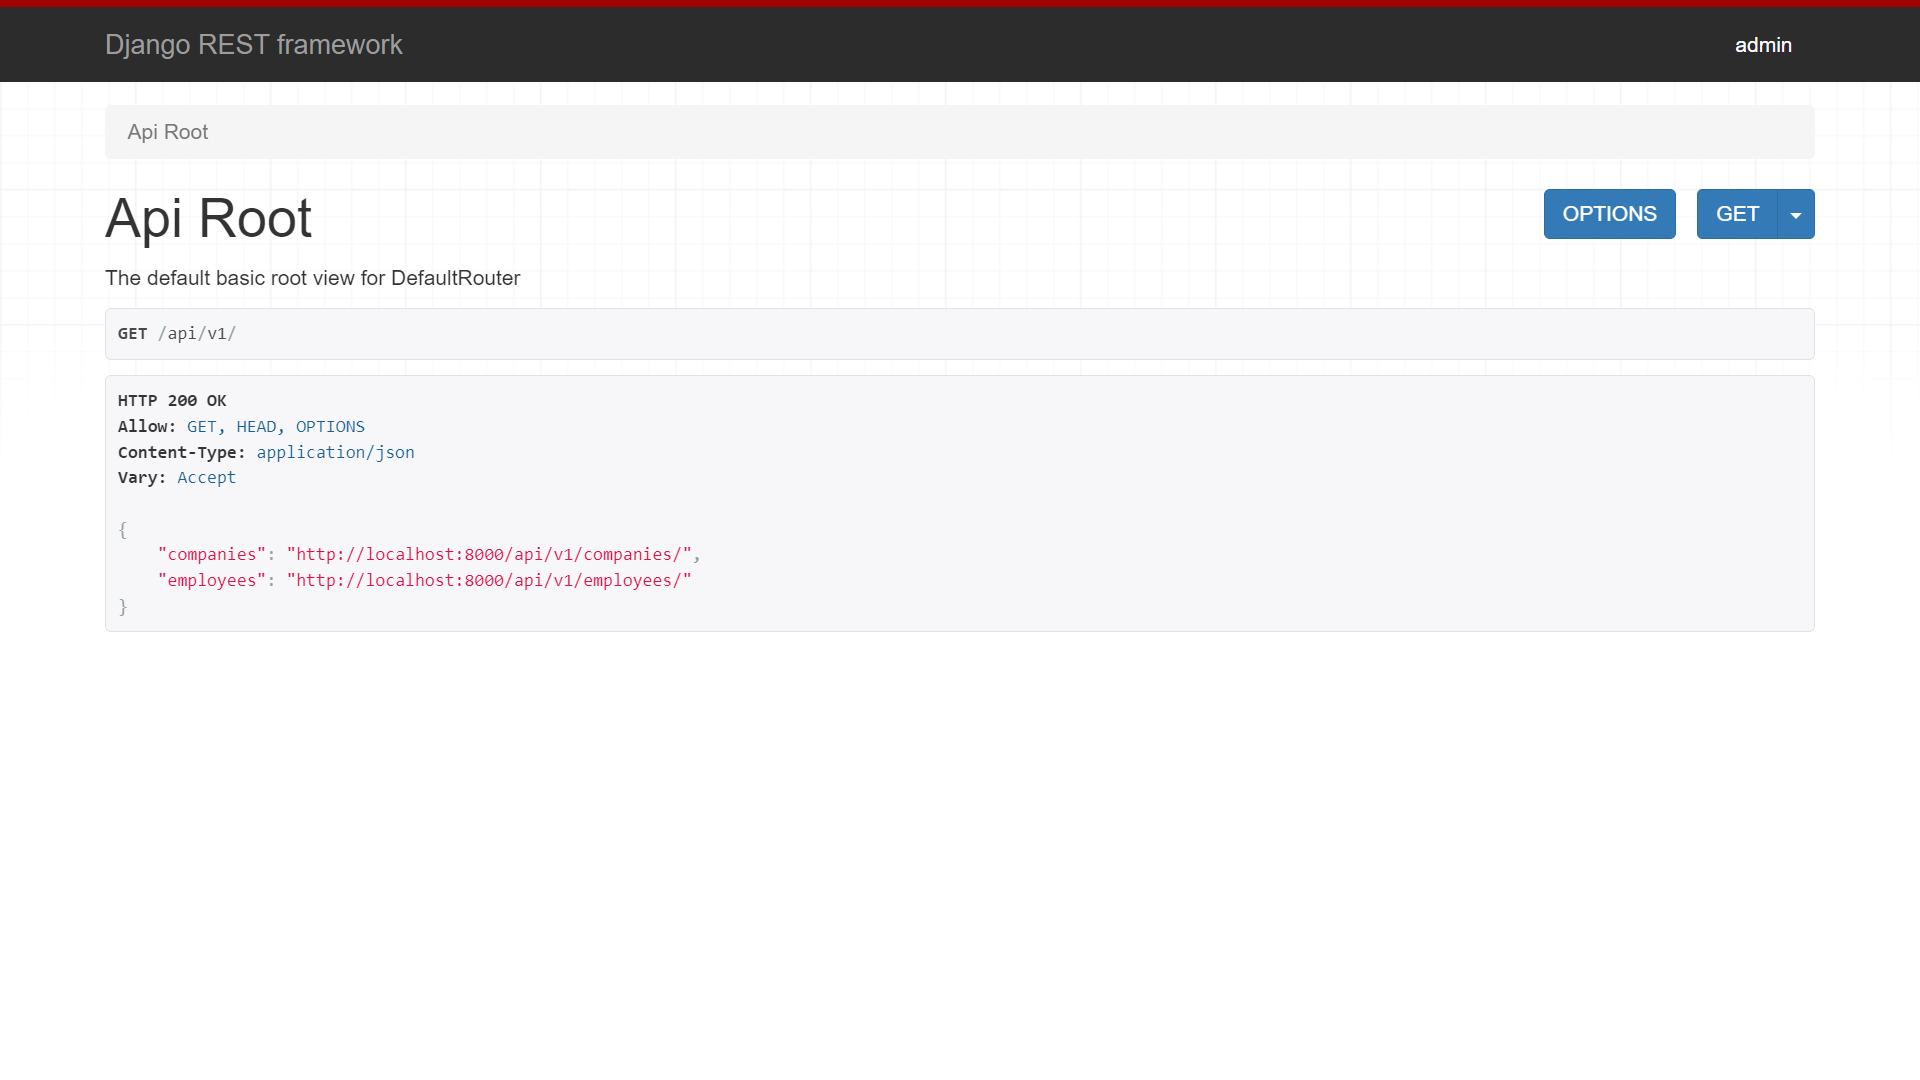 Django REST framework
admin
Api Root
Api Root
OPTIONS
GET
The default basic root view for DefaultRouter
GET /api/v1/
HTTP 200 OK
Allow: GET, HEAD, OPTIONS
Content-Type: application/json
Vary: Accept
{
    "companies": "http://localhost:8000/api/v1/companies/",
    "employees": "http://localhost:8000/api/v1/employees/"
}